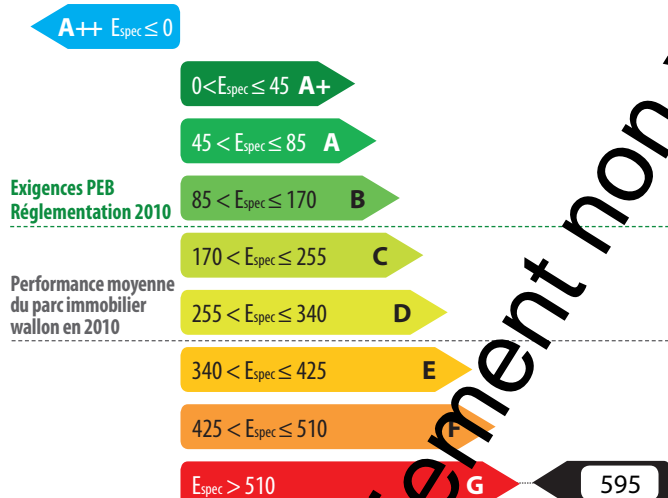 A++ Espec ≤ 0
0<Espec ≤ 45 A+
45 < Espec ≤ 85 A
Exigences PEB
Réglementation 2010
85 < Espec ≤ 170 B
170 < Espec ≤ 255 C
Performance moyenne
du parc immobilier
wallon en 2010
255 < Espec ≤ 340 D
340 < Espec ≤ 425 E
425 < Espec ≤ 510 F
Espec > 510 G 595
ement non